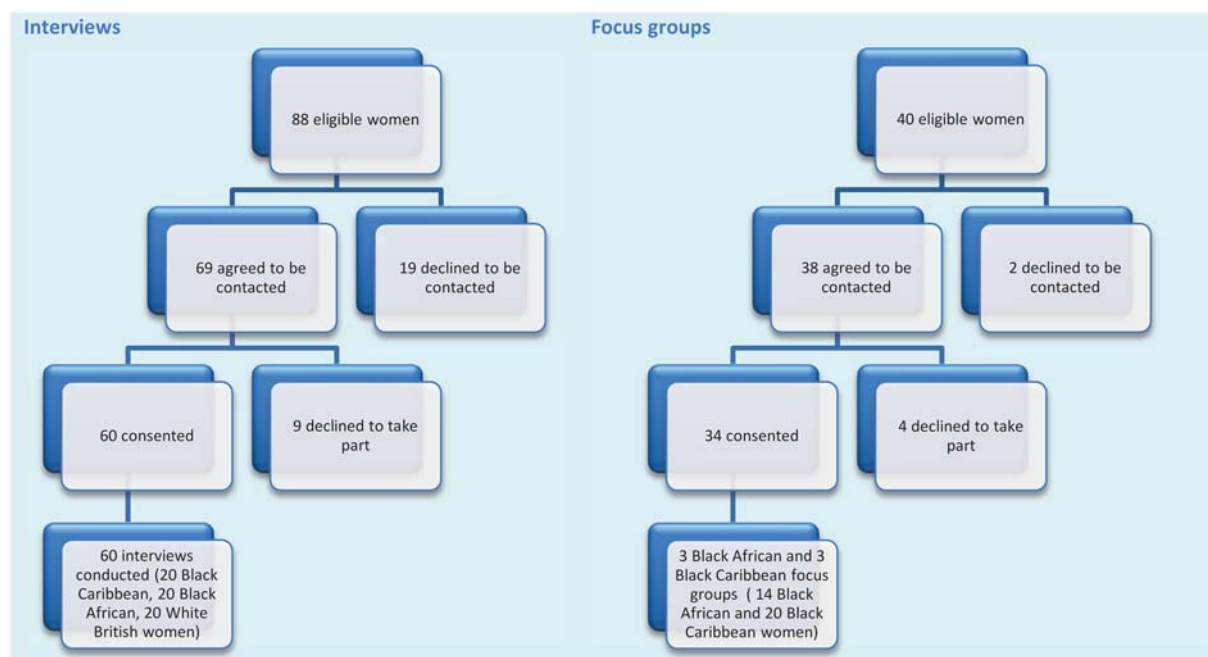 Interviews
88 eligible women
69 agreed to be
contacted
19 declined to be
contacted
60 consented
9 declined to take
part
60 interviews
conducted (20 Black
Caribbean, 20 Black
African, 20 White
British women)
Focus groups
40 eligible women
38 agreed to be
contacted
2 declined to be
contacted
34 consented
4 declined to take
part
3 Black African and 3
Black Caribbean focus
groups ( 14 Black
African and 20 Black
Caribbean women)